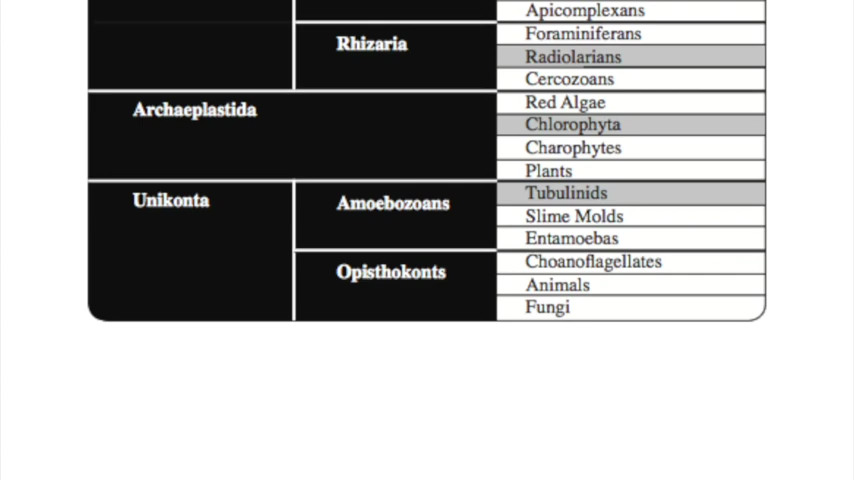 Apicomplexans
Rhizaria
Foraminiferans
Radiolarians
Cercozoans
Archaeplastida
Red Algae
Chlorophyta
Charophytes
Plants
Unikonta
Amoebozoans
Tubulinids
Slime Molds
Entamoebas
Opisthokonts
Choanoflagellates
Animals
Fungi